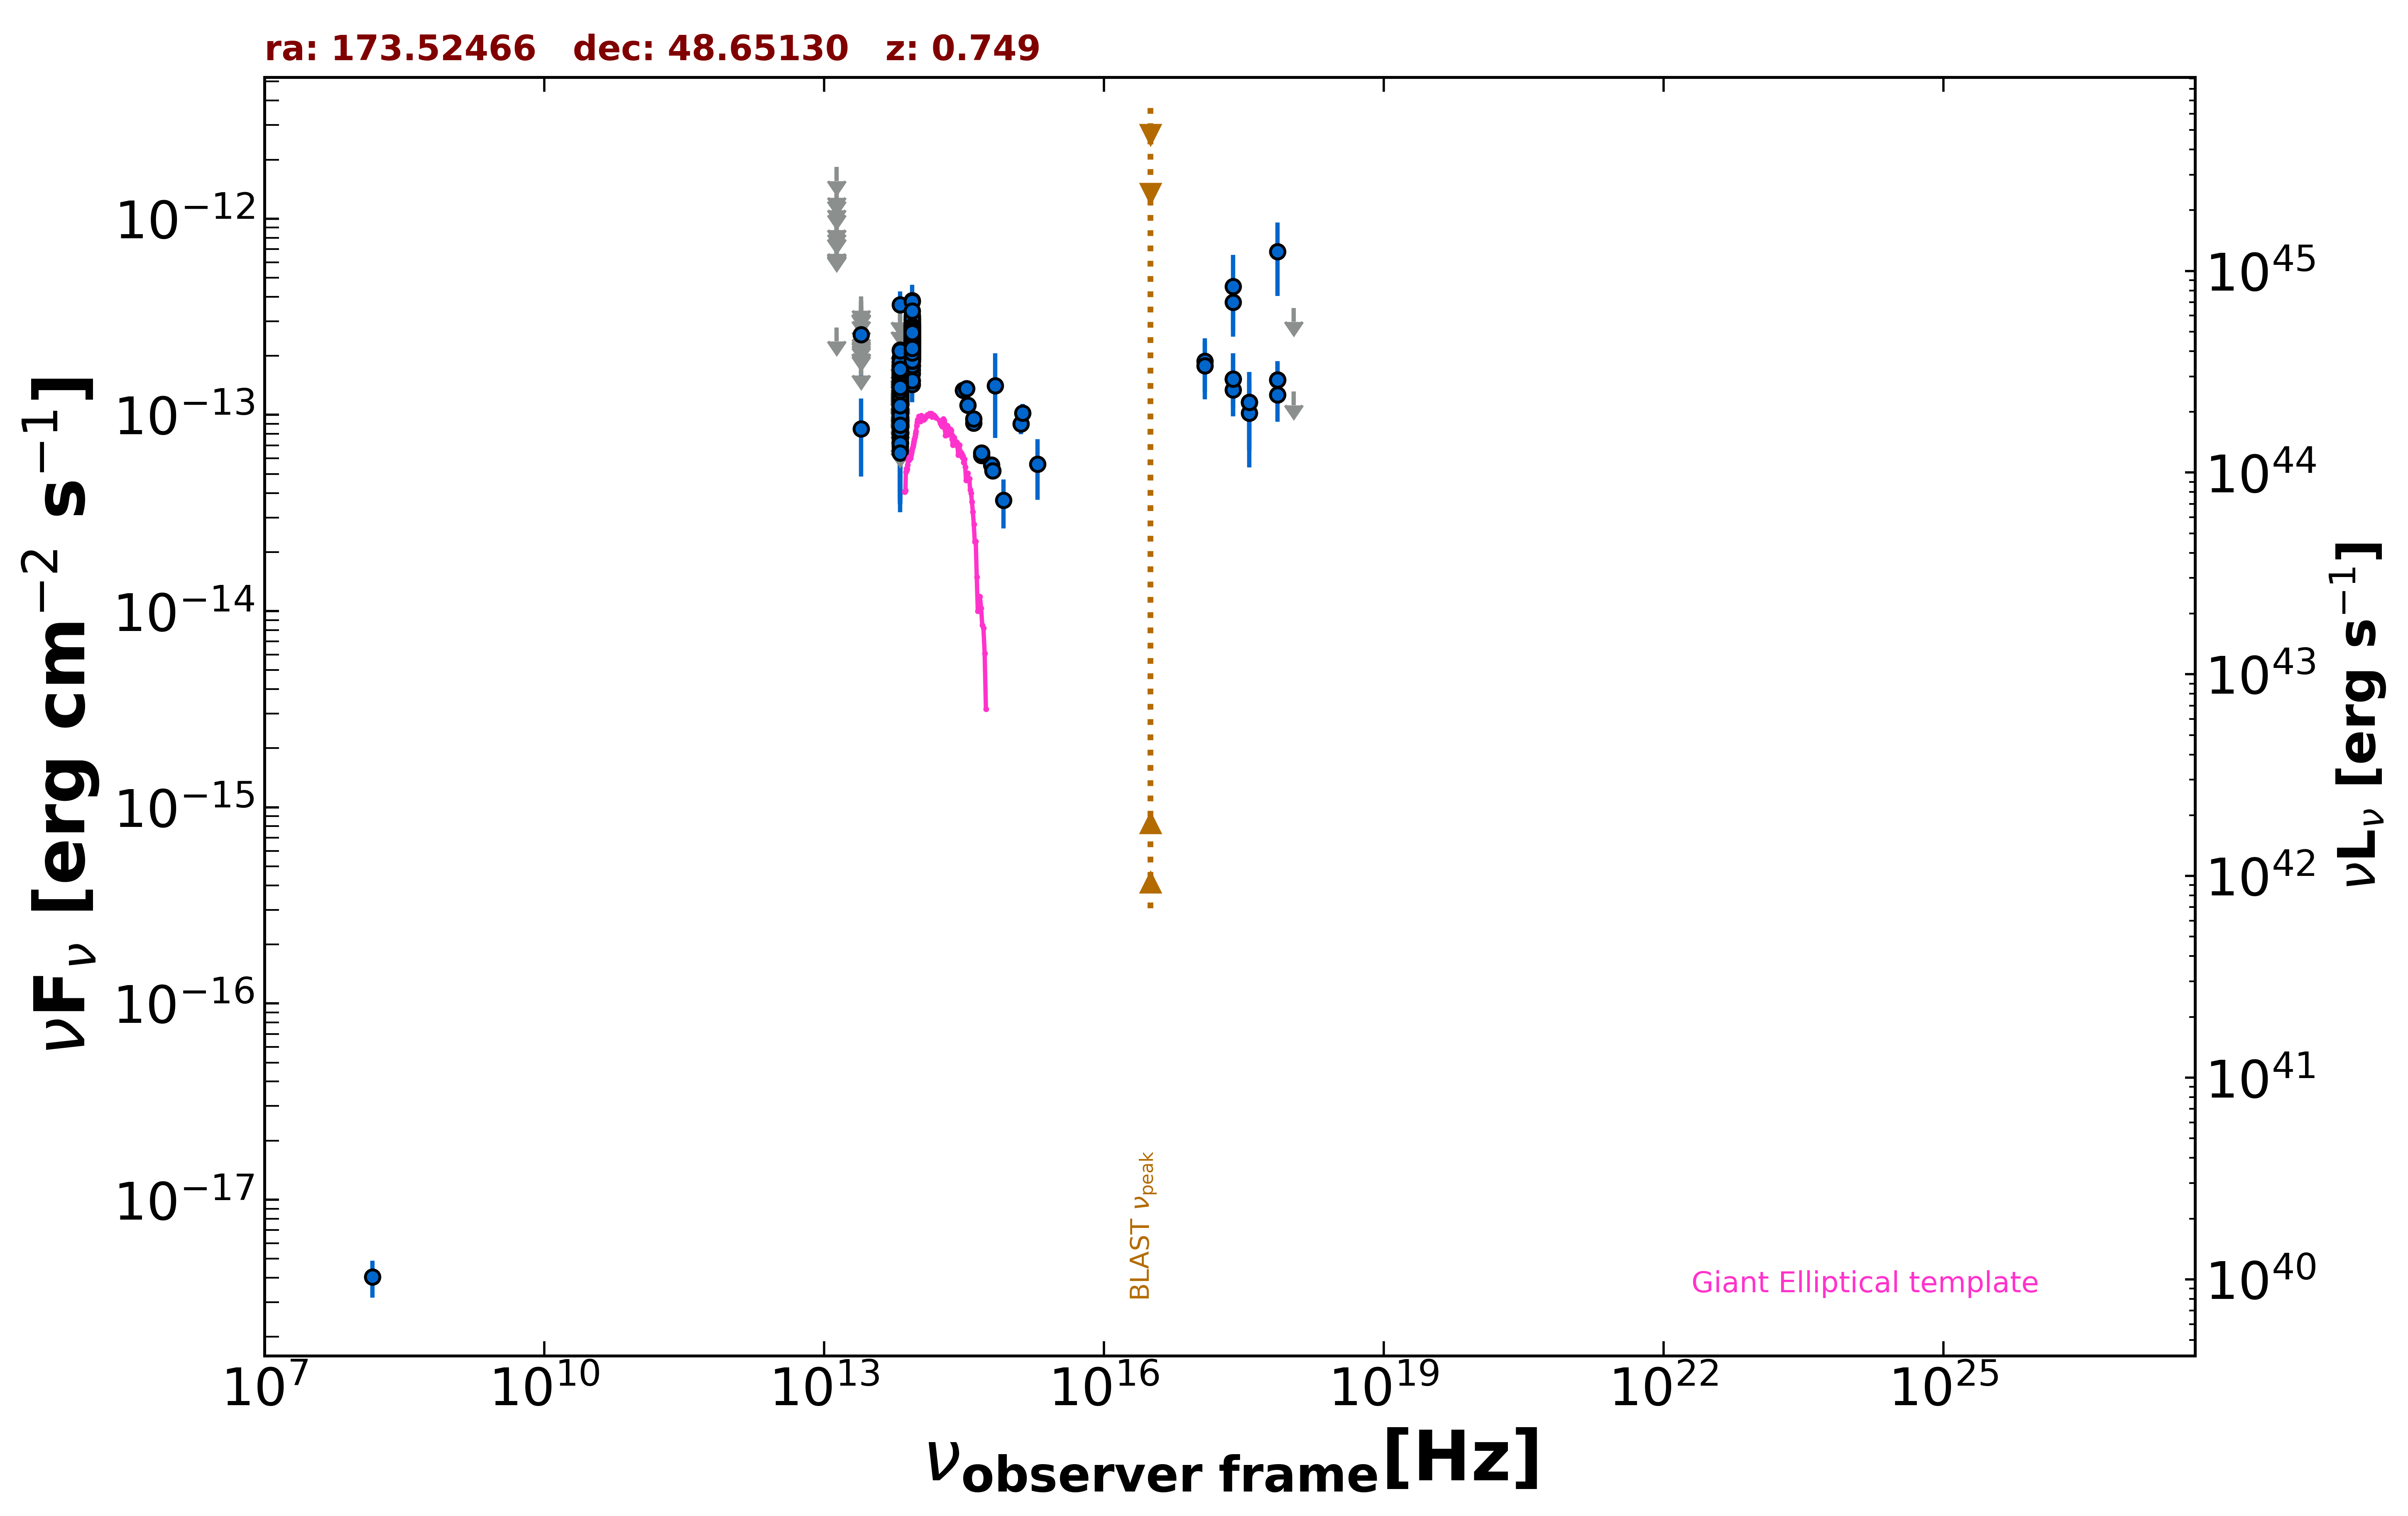 ra: 173.52466   dec: 48.65130   z: 0.749
νF_ν [erg cm^−2 s^−1]
10^−12
10^−13
10^−14
10^−15
10^−16
10^−17
10^45
10^44
10^43
10^42
10^41
10^40
νL_ν [erg s^−1]
BLAST ν_peak
Giant Elliptical template
10^7 10^10 10^13 10^16 10^19 10^22 10^25
ν_observer frame[Hz]